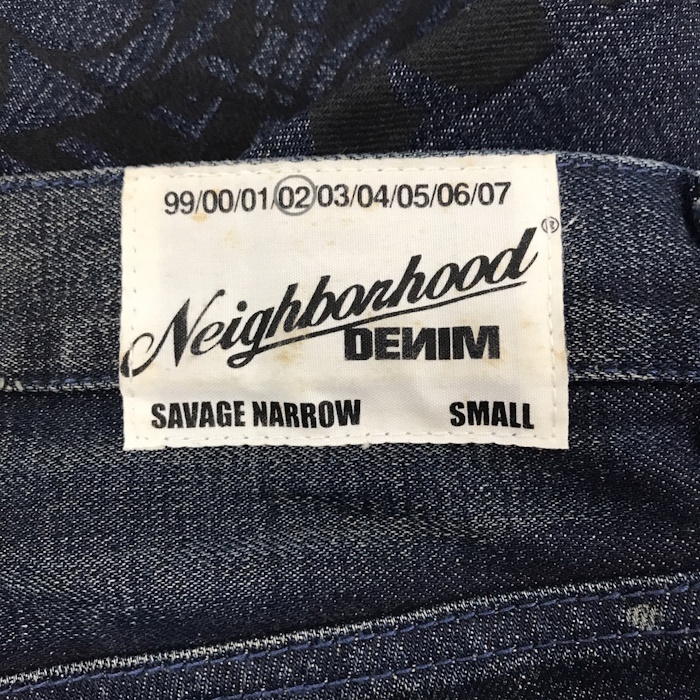 99/00/01/02/03/04/05/06/07
Neighborhood®
DENIM
SAVAGE NARROW SMALL